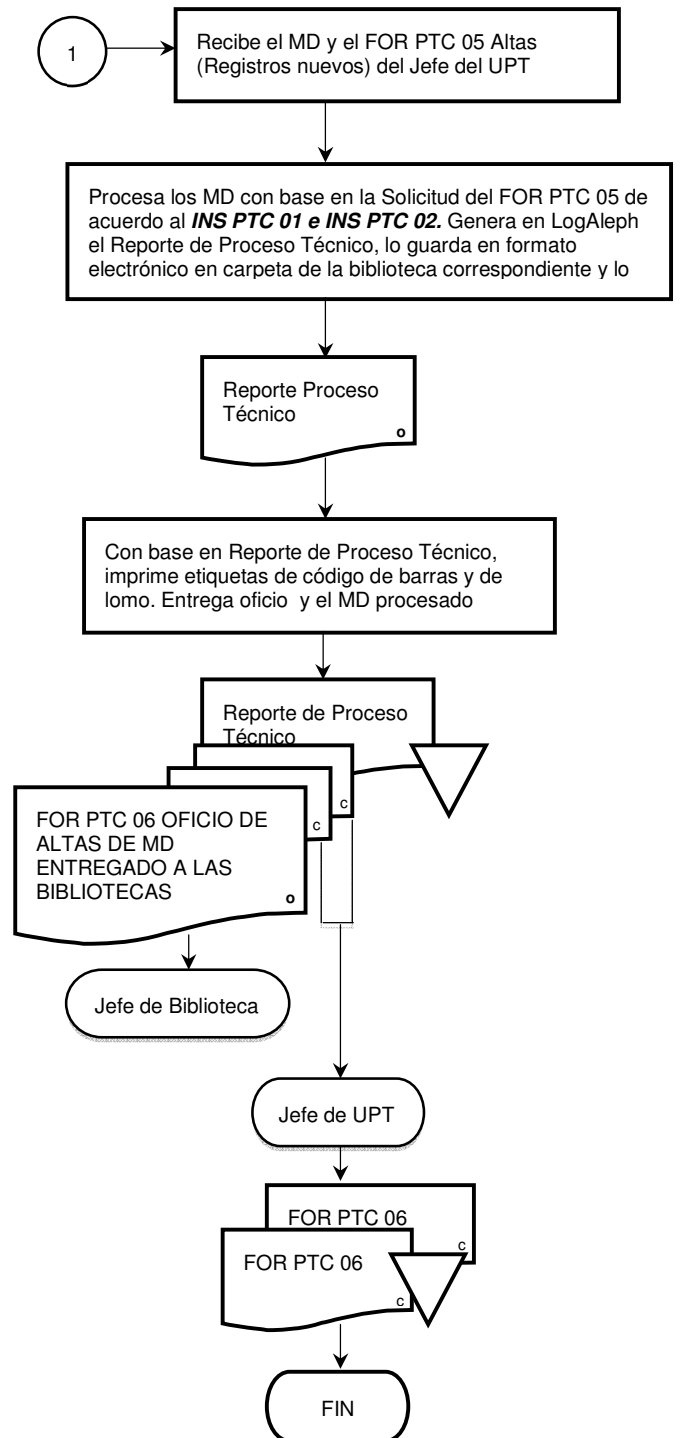 1
Recibe el MD y el FOR PTC 05 Altas
(Registros nuevos) del Jefe del UPT
Procesa los MD con base en la Solicitud del FOR PTC 05 de
acuerdo al INS PTC 01 e INS PTC 02. Genera en LogAleph
el Reporte de Proceso Técnico, lo guarda en formato
electrónico en carpeta de la biblioteca correspondiente y lo
Reporte Proceso
Técnico
o
Con base en Reporte de Proceso Técnico,
imprime etiquetas de código de barras y de
lomo. Entrega oficio y el MD procesado
Reporte de Proceso
Técnico
c
c
FOR PTC 06 OFICIO DE
ALTAS DE MD
ENTREGADO A LAS
BIBLIOTECAS
o
Jefe de Biblioteca
Jefe de UPT
FOR PTC 06
c
FOR PTC 06
c
FIN